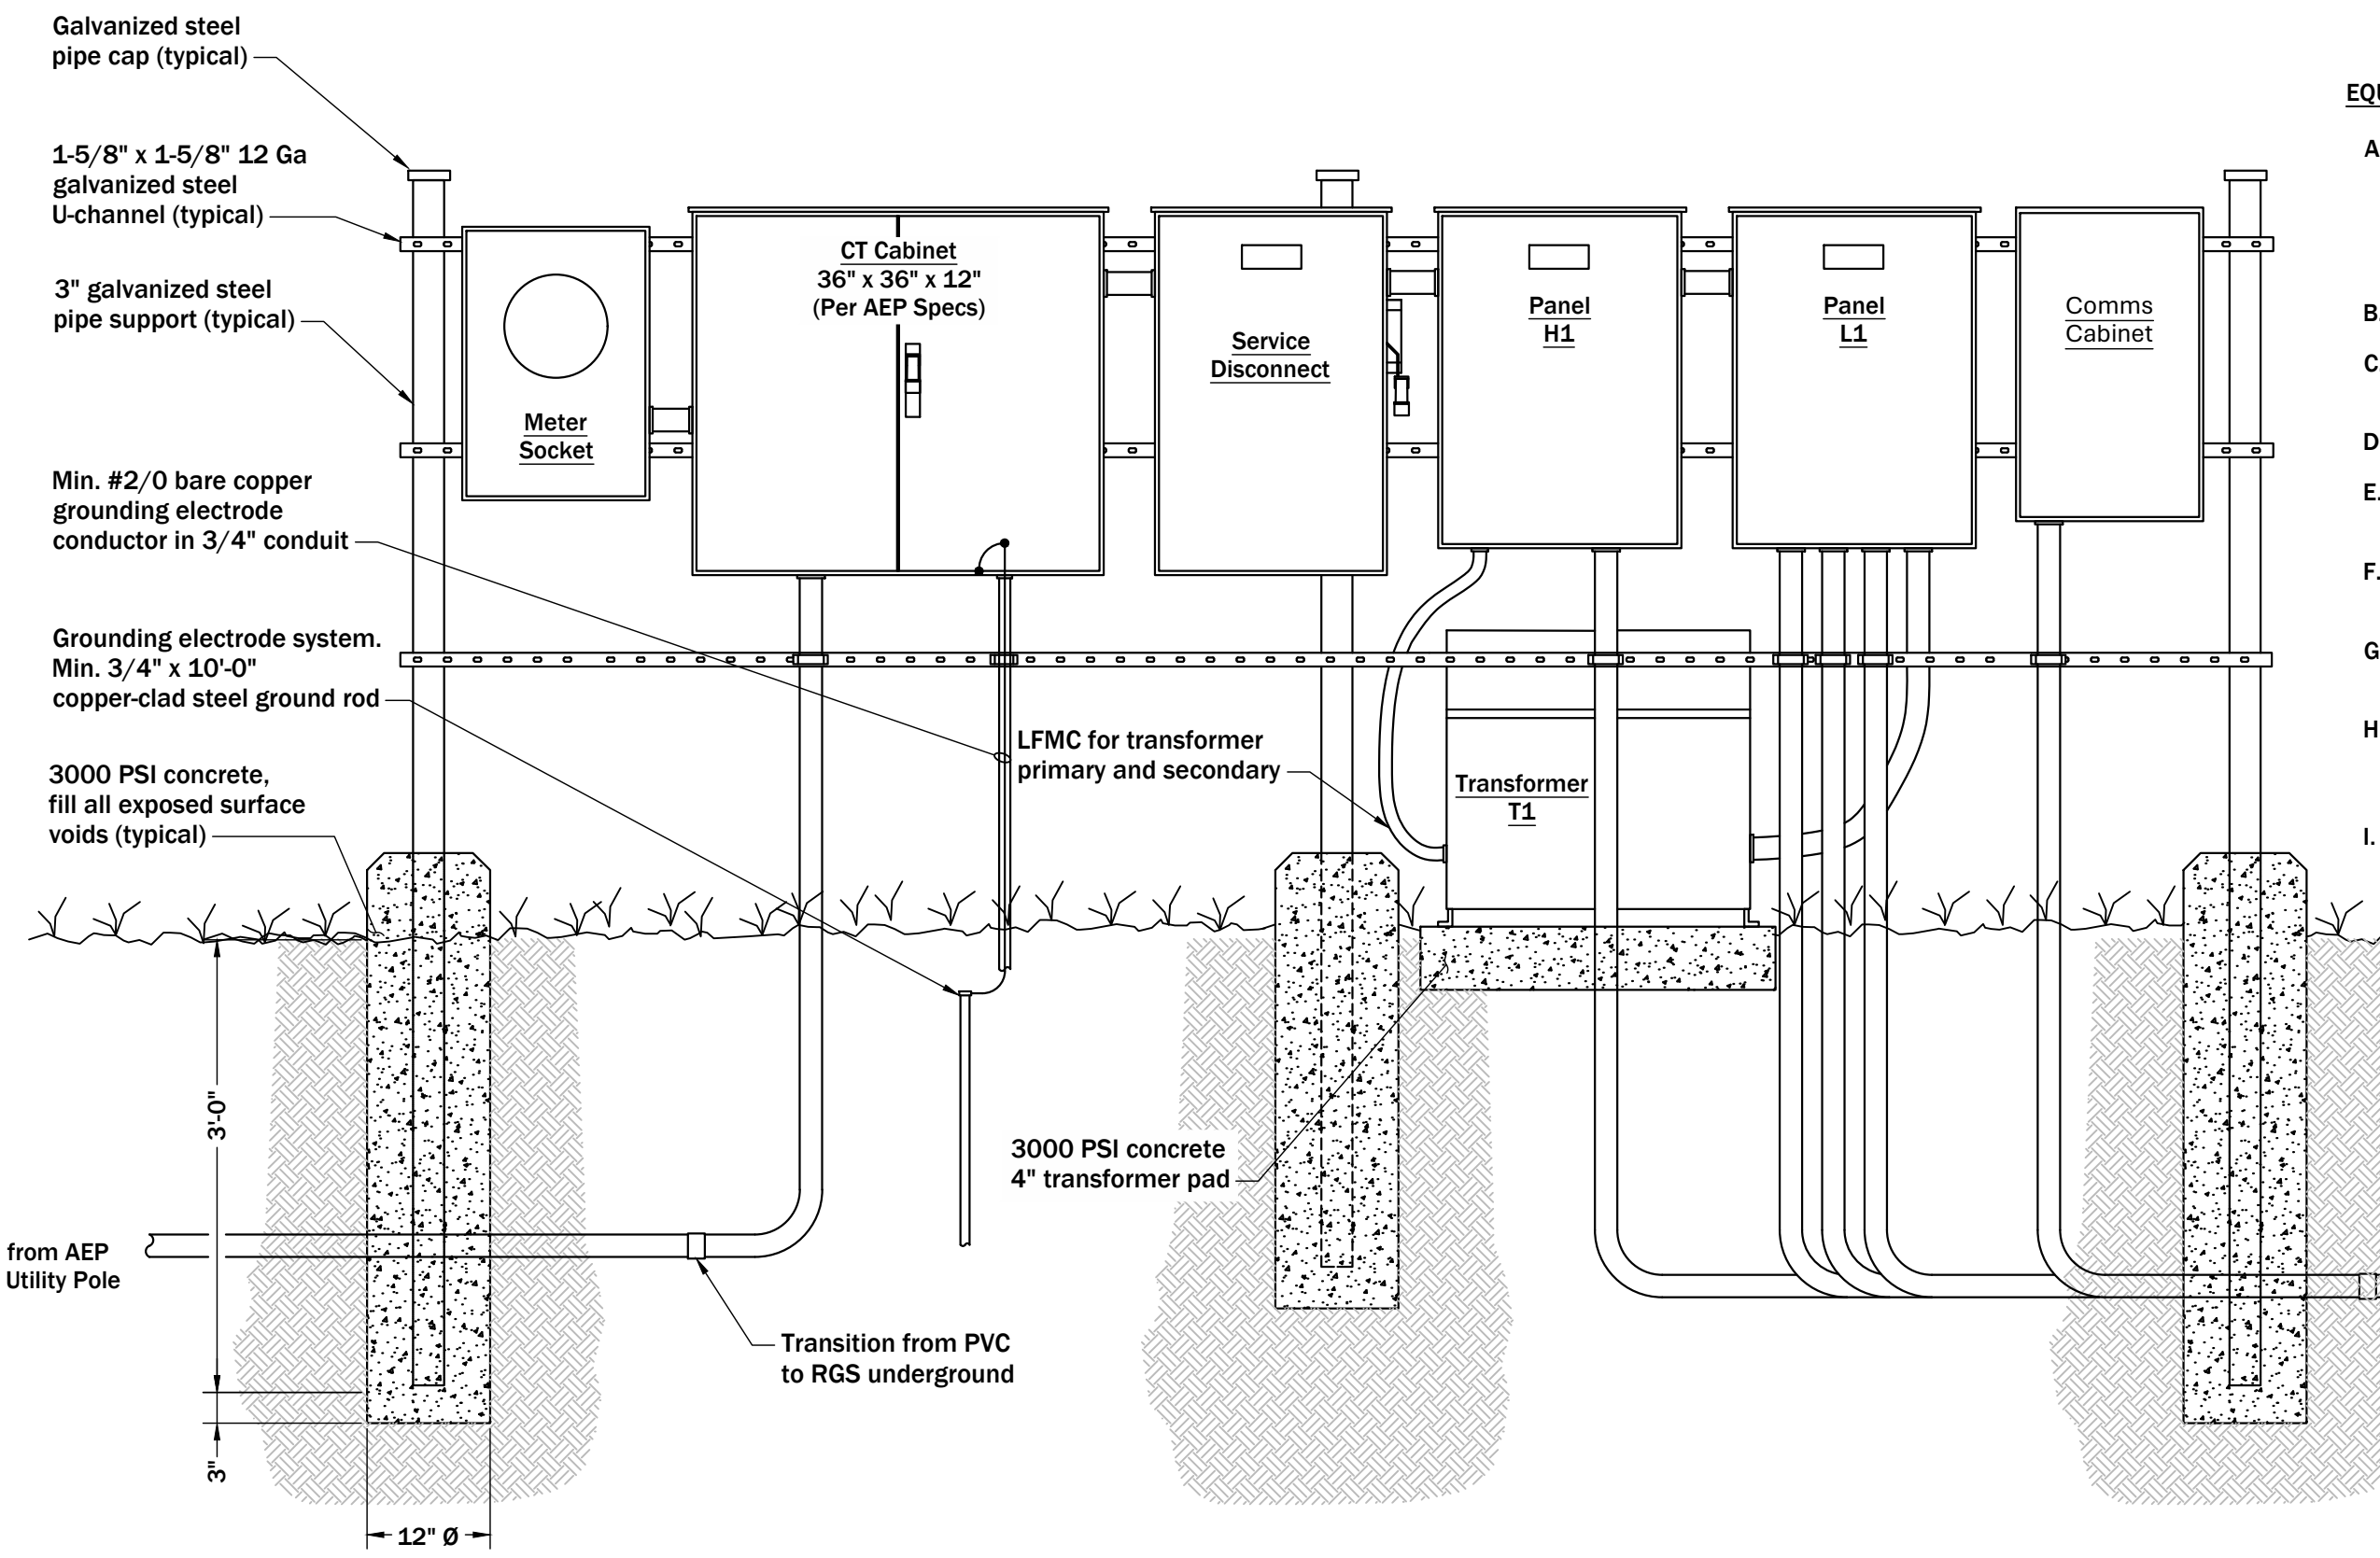 Galvanized steel
pipe cap (typical)
1-5/8" x 1-5/8" 12 Ga
galvanized steel
U-channel (typical)
3" galvanized steel
pipe support (typical)
Min. #2/0 bare copper
grounding electrode
conductor in 3/4" conduit
Grounding electrode system.
Min. 3/4" x 10'-0"
copper-clad steel ground rod
3000 PSI concrete,
fill all exposed surface
voids (typical)
Meter
Socket
CT Cabinet
36" x 36" x 12"
(Per AEP Specs)
Service
Disconnect
Panel
H1
Panel
L1
Comms
Cabinet
LFMC for transformer
primary and secondary
Transformer
T1
3'-0"
3000 PSI concrete
4" transformer pad
from AEP
Utility Pole
Transition from PVC
to RGS underground
3"
12" Ø
EQU
A
B.
C
D
E.
F.
G
H
I.